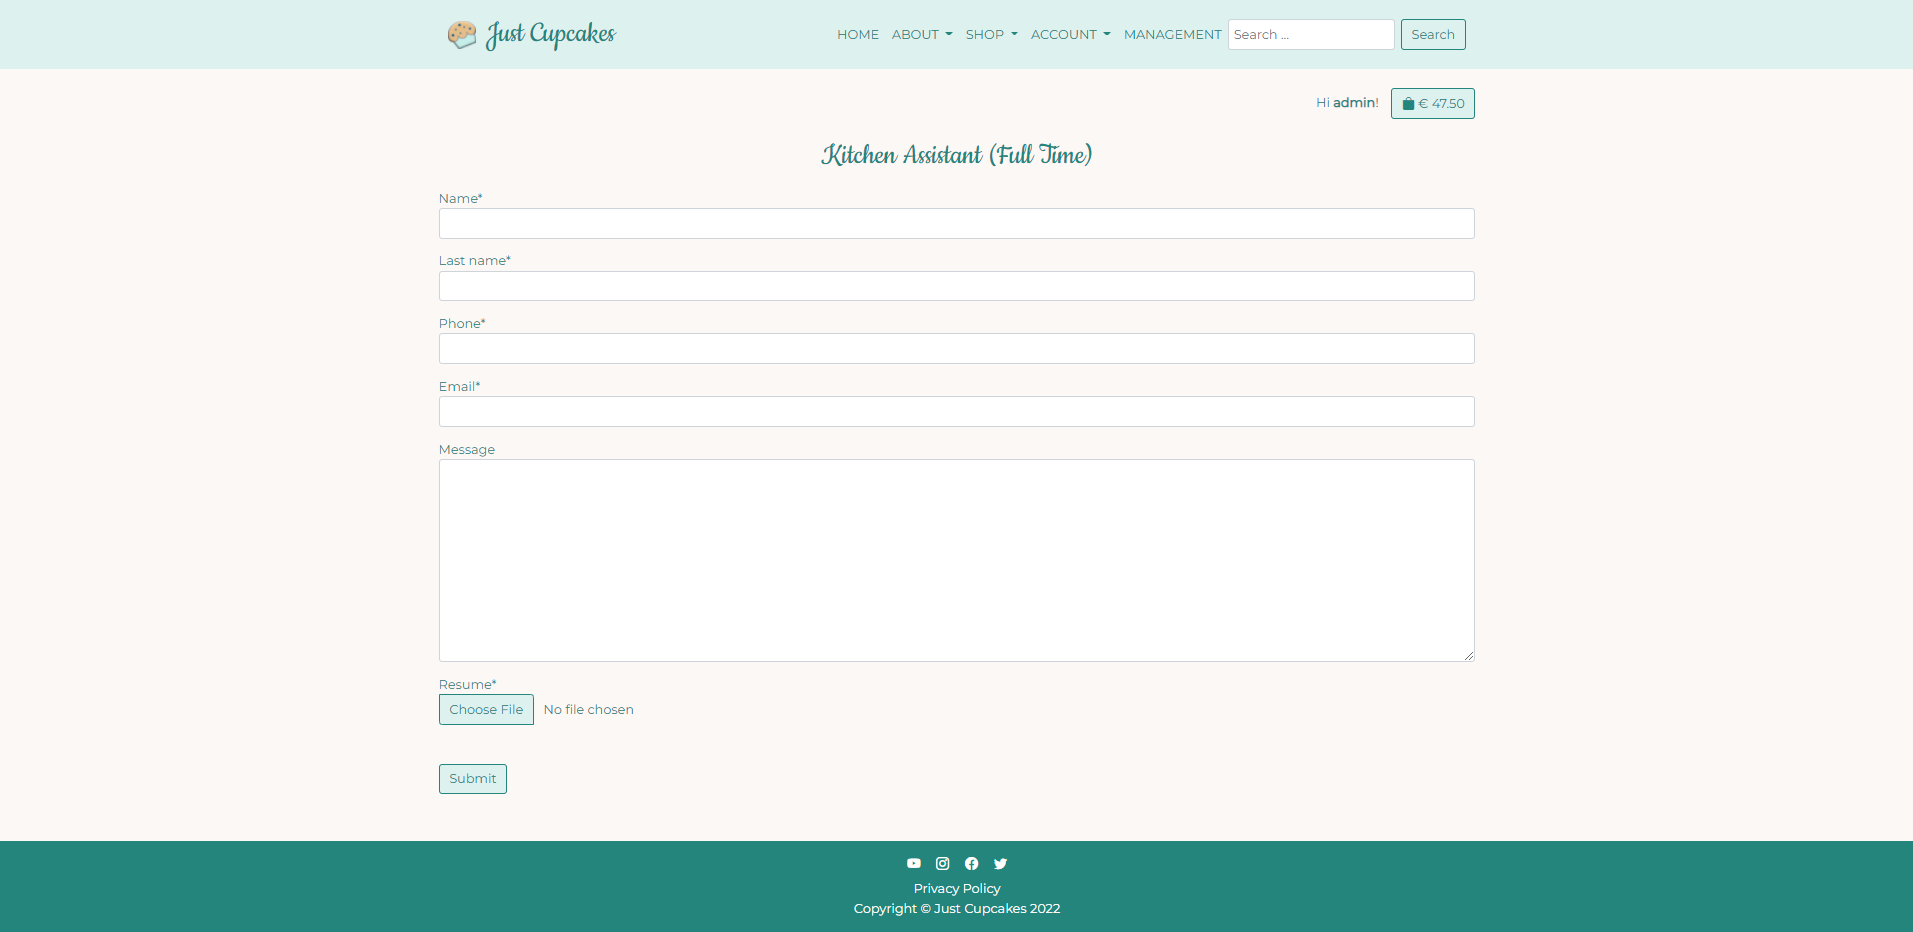 Just Cupcakes
HOME ABOUT SHOP ACCOUNT MANAGEMENT Search ... Search
Hi admin! € 47.50
Kitchen Assistant (Full Time)
Name*
Last name*
Phone*
Email*
Message
Resume*
Choose File No file chosen
Submit
Privacy Policy
Copyright © Just Cupcakes 2022